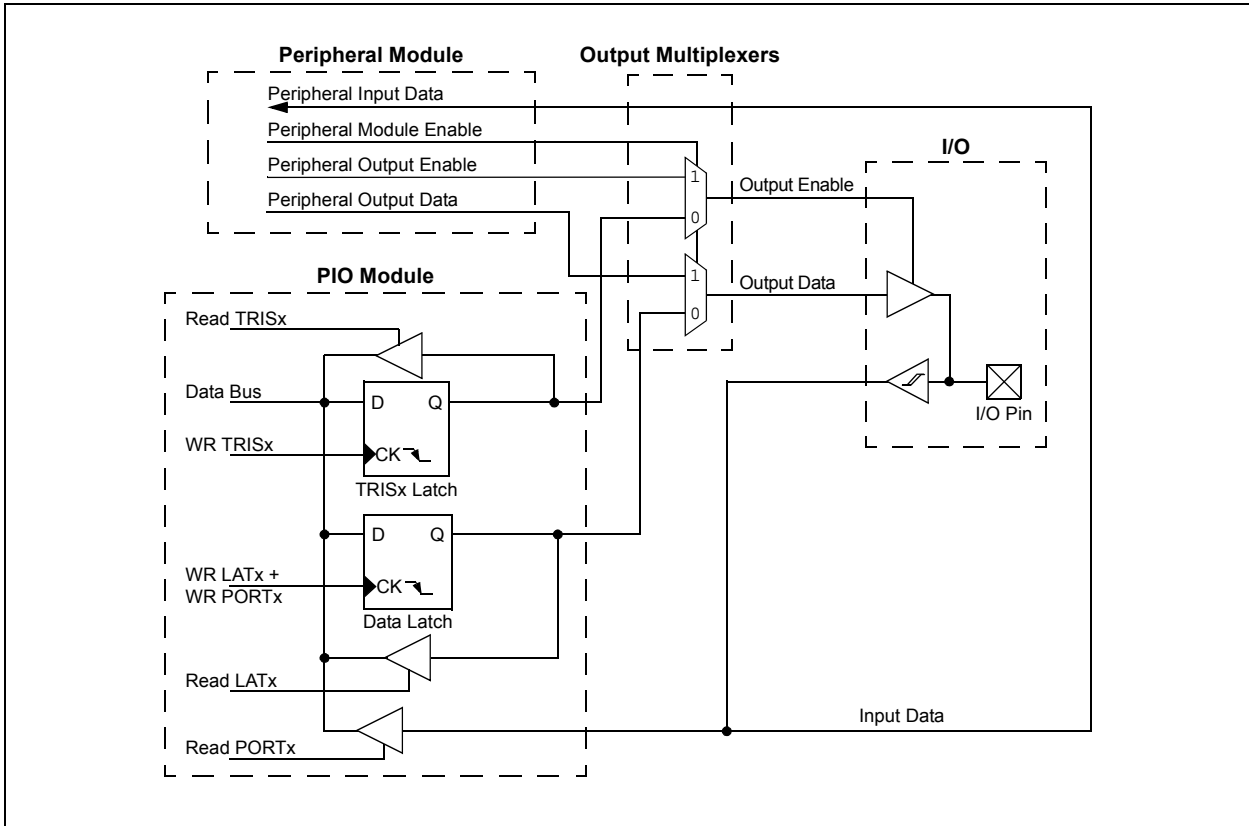 Peripheral Module
Output Multiplexers
Peripheral Input Data
Peripheral Module Enable
Peripheral Output Enable
Peripheral Output Data
1
0
1
0
Output Enable
Output Data
I/O
I/O Pin
PIO Module
Read TRISx
Data Bus
D Q
WR TRISx
CK
TRISx Latch
D Q
WR LATx +
WR PORTx
CK
Data Latch
Read LATx
Read PORTx
Input Data